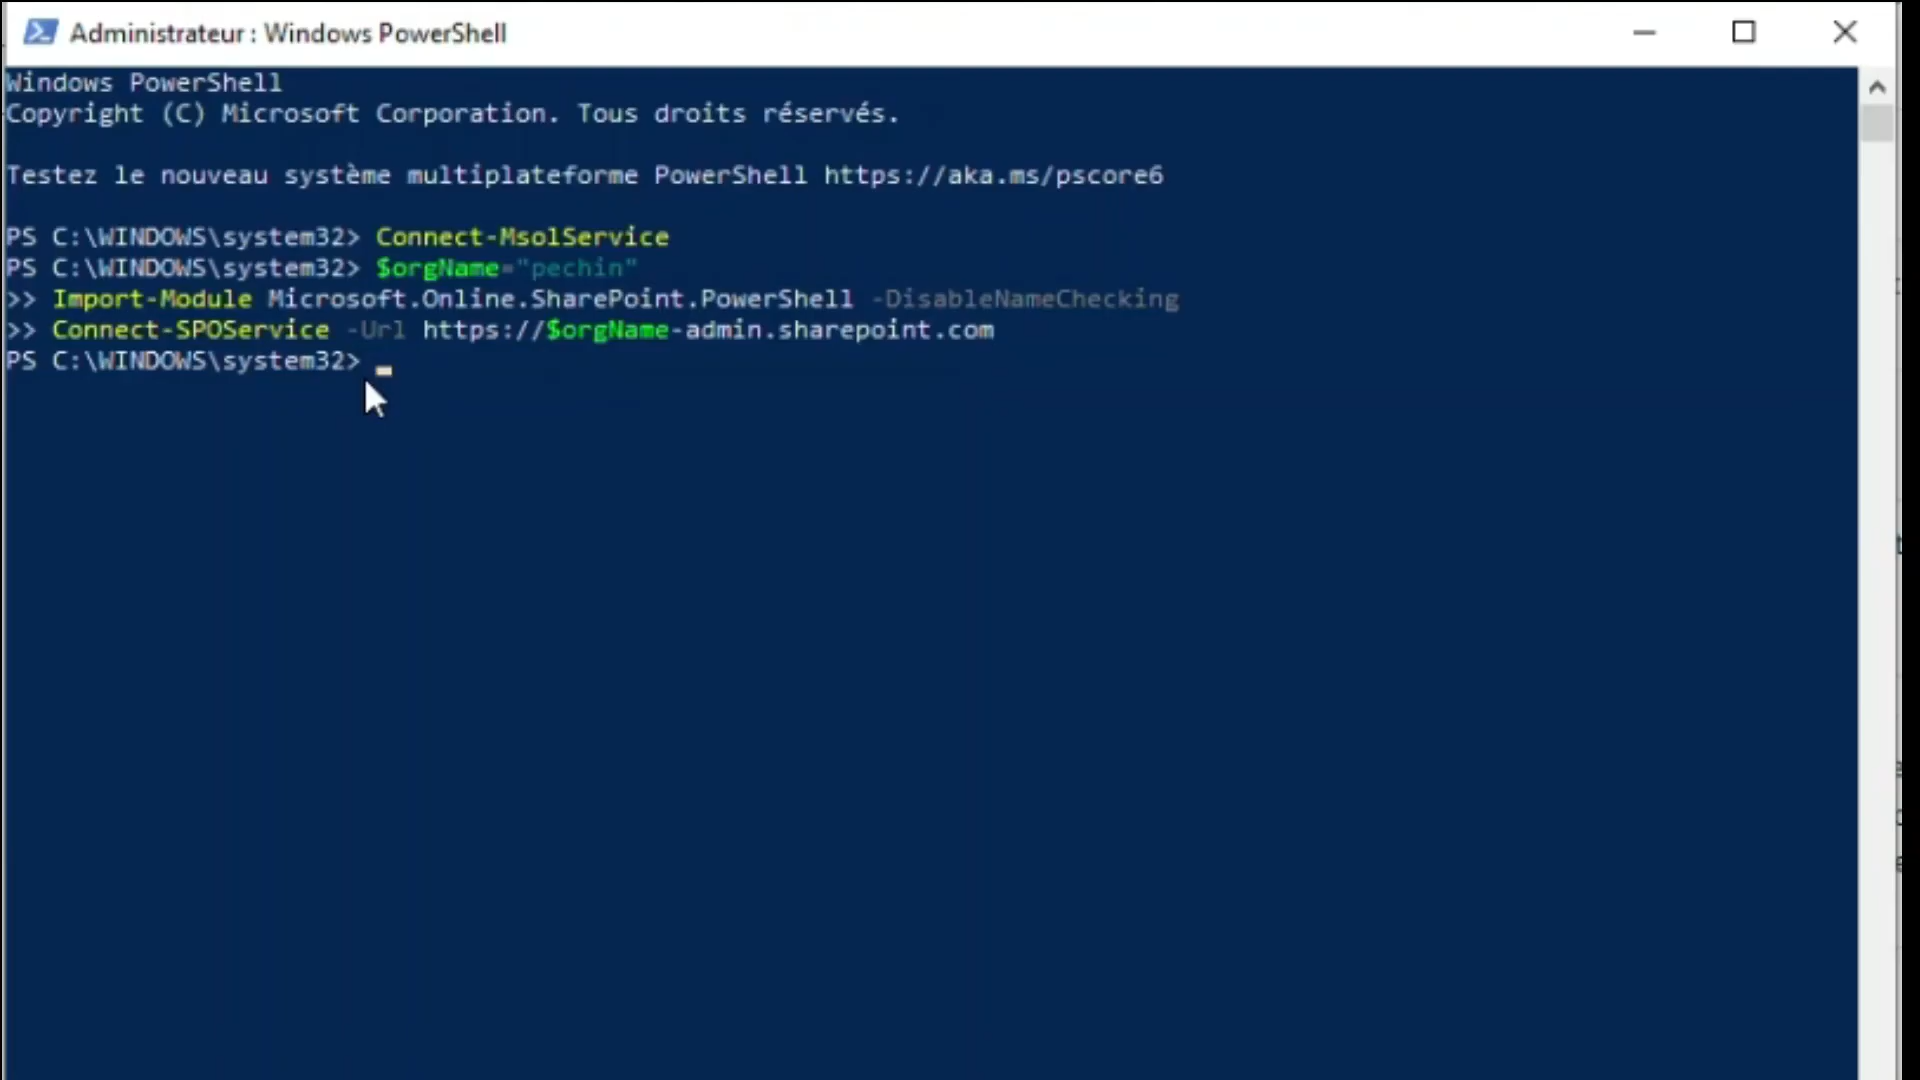 Administrateur : Windows PowerShell
Windows PowerShell
Copyright (C) Microsoft Corporation. Tous droits réservés.
Testez le nouveau système multiplateforme PowerShell https://aka.ms/pscore6
PS C:\WINDOWS\system32> Connect-MsolService
PS C:\WINDOWS\system32> $orgName="pechin"
>> Import-Module Microsoft.Online.SharePoint.PowerShell -DisableNameChecking
>> Connect-SPOService -Url https://$orgName-admin.sharepoint.com
PS C:\WINDOWS\system32>